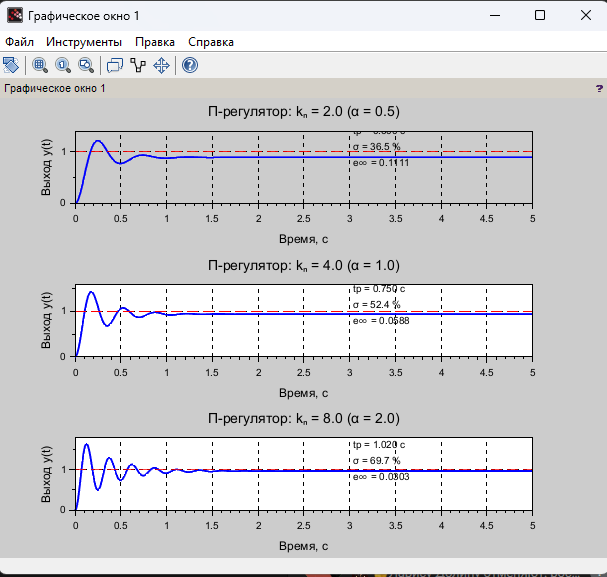 Графическое окно 1
Файл Инструменты Правка Справка
Графическое окно 1 ?
П-регулятор: kₙ = 2.0 (α = 0.5)
σ = 36.5 %
e∞ = 0.1111
Выход y(t)
1
0
0 0.5 1 1.5 2 2.5 3 3.5 4 4.5 5
Время, с
П-регулятор: kₙ = 4.0 (α = 1.0)
tp = 0.750 c
σ = 52.4 %
e∞ = 0.0588
Выход y(t)
1
0
0 0.5 1 1.5 2 2.5 3 3.5 4 4.5 5
Время, с
П-регулятор: kₙ = 8.0 (α = 2.0)
tp = 1.020 c
σ = 69.7 %
e∞ = 0.0303
Выход y(t)
1
0
0 0.5 1 1.5 2 2.5 3 3.5 4 4.5 5
Время, с